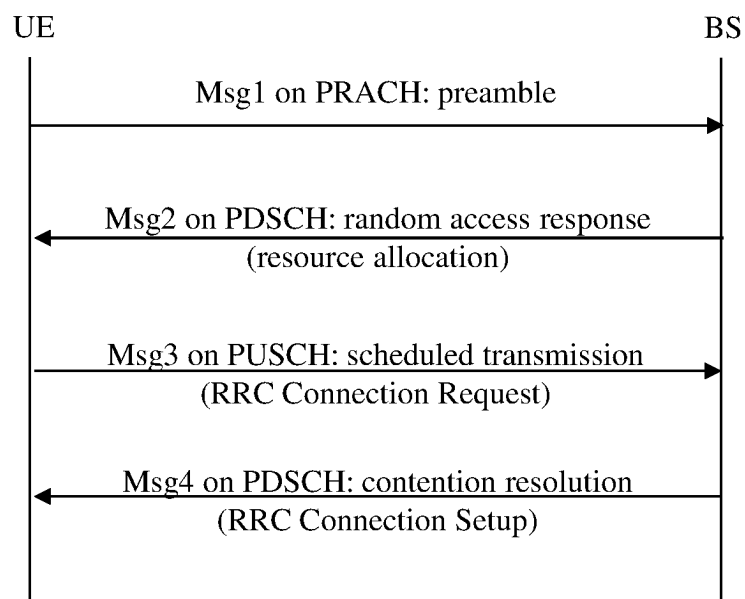 UE BS
Msg1 on PRACH: preamble
Msg2 on PDSCH: random access response
(resource allocation)
Msg3 on PUSCH: scheduled transmission
(RRC Connection Request)
Msg4 on PDSCH: contention resolution
(RRC Connection Setup)